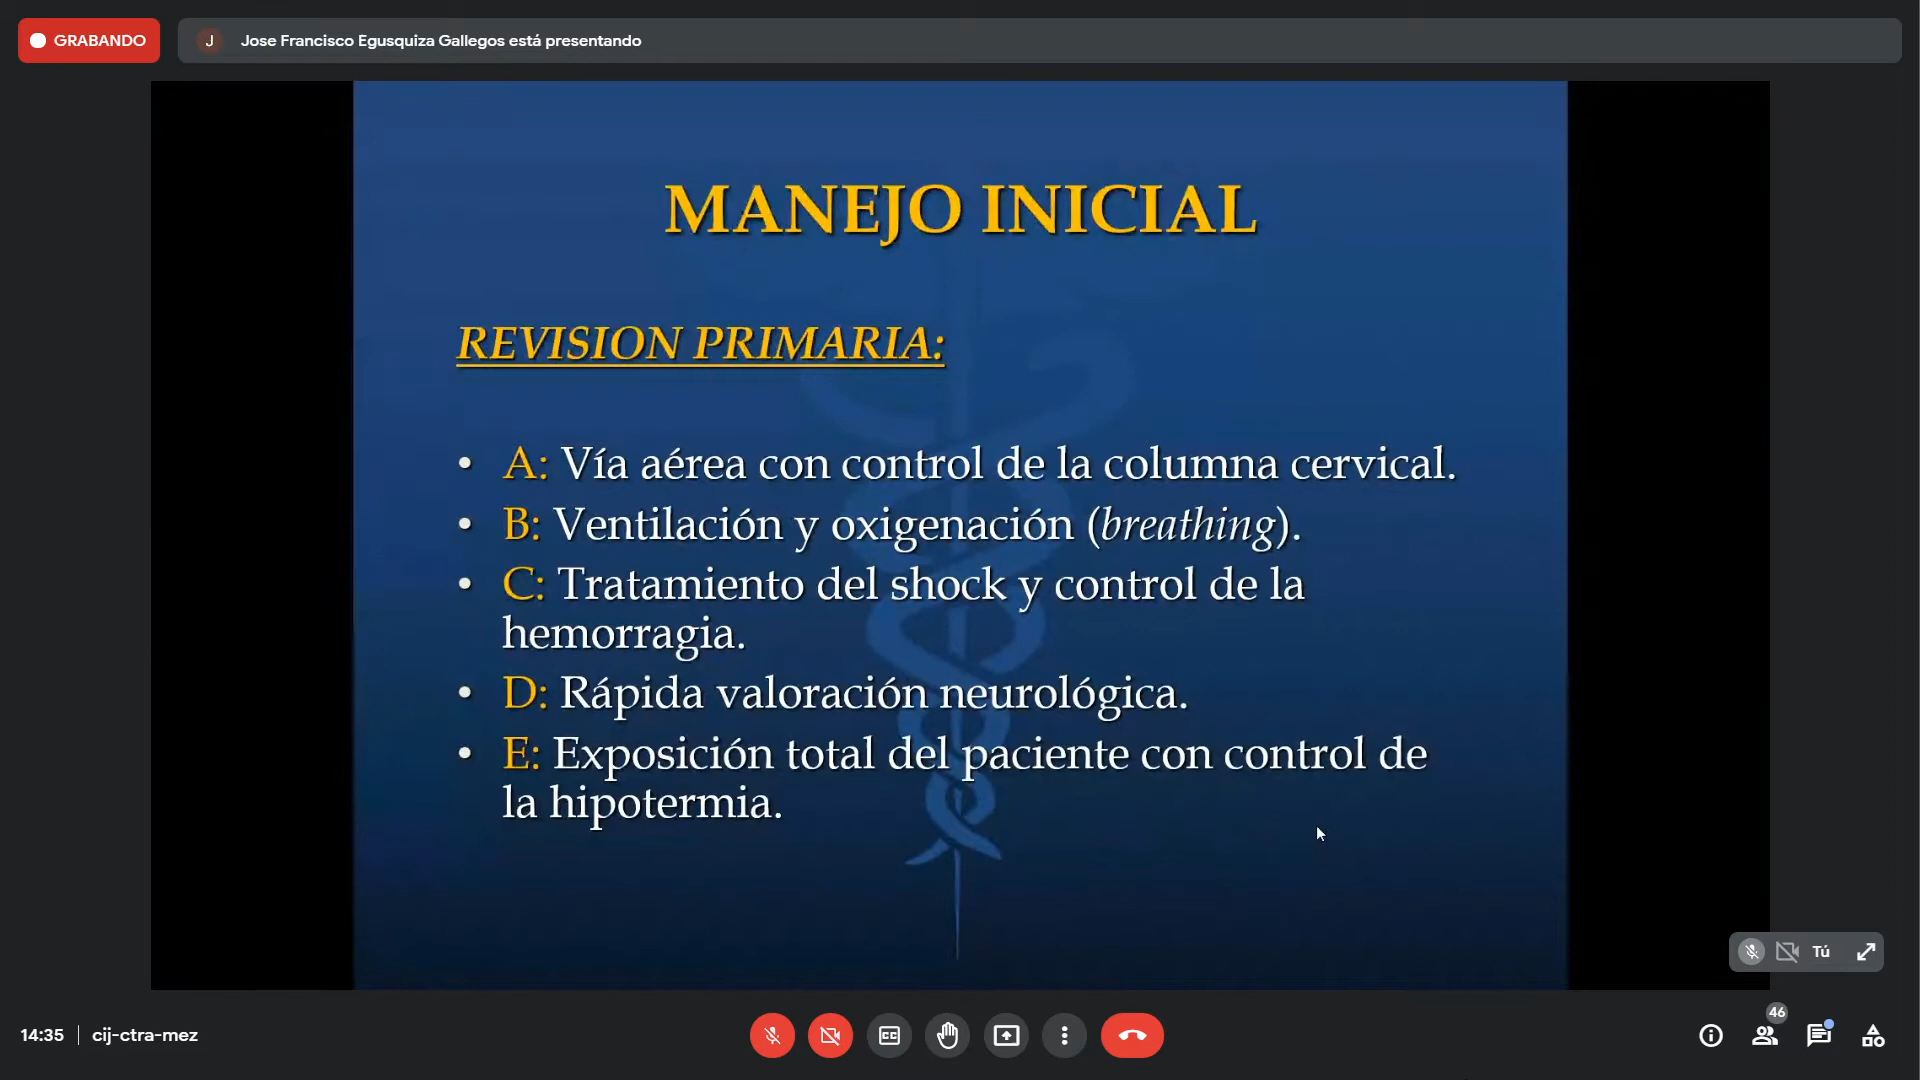 GRABANDO
J
Jose Francisco Egusquiza Gallegos está presentando
MANEJO INICIAL
REVISION PRIMARIA:
• A: Vía aérea con control de la columna cervical.
• B: Ventilación y oxigenación (breathing).
• C: Tratamiento del shock y control de la
hemorragia.
• D: Rápida valoración neurológica.
• E: Exposición total del paciente con control de
la hipotermia.
Tú
14:35 | cij-ctra-mez
CC
46